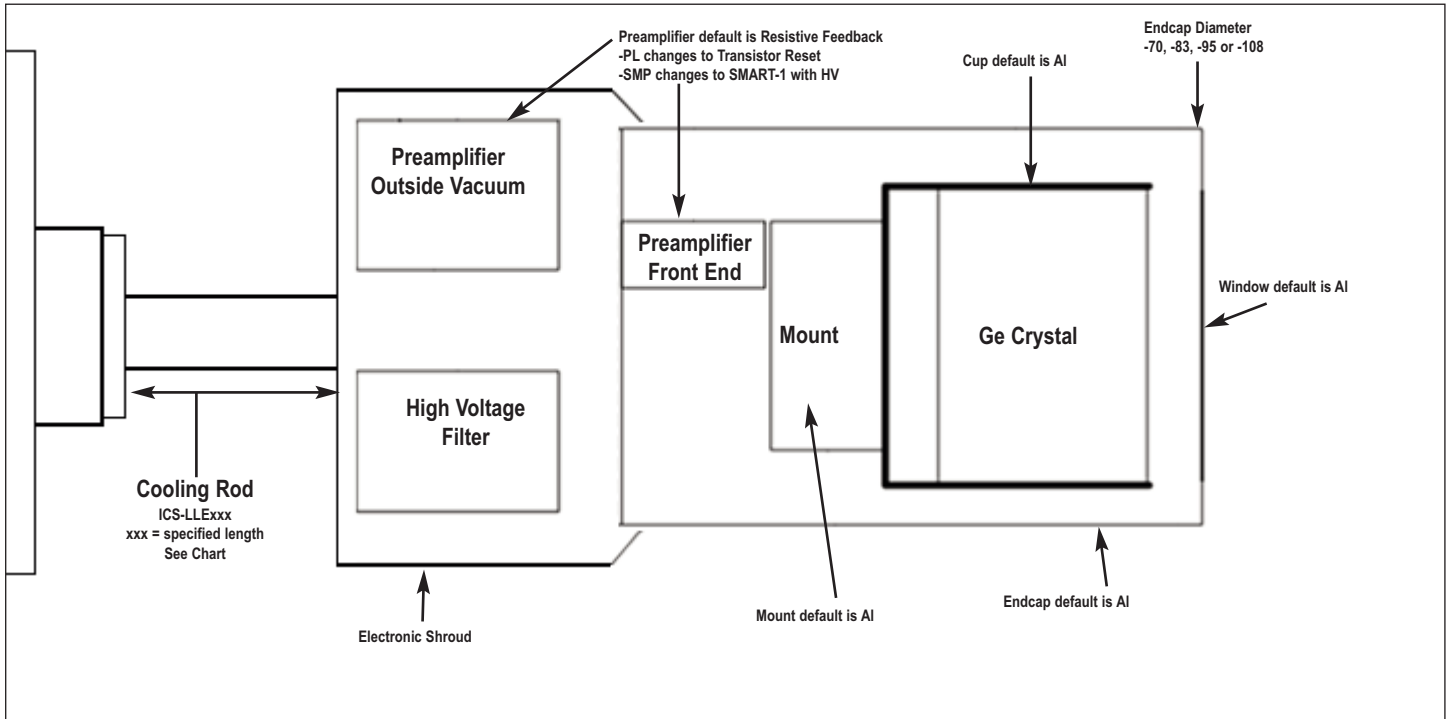 Preamplifier default is Resistive Feedback
-PL changes to Transistor Reset
-SMP changes to SMART-1 with HV
Endcap Diameter
-70, -83, -95 or -108
Cup default is Al
Preamplifier
Outside Vacuum
Preamplifier
Front End
Window default is Al
Mount
Ge Crystal
High Voltage
Filter
Cooling Rod
ICS-LLExxx
xxx = specified length
See Chart
Mount default is Al
Endcap default is Al
Electronic Shroud